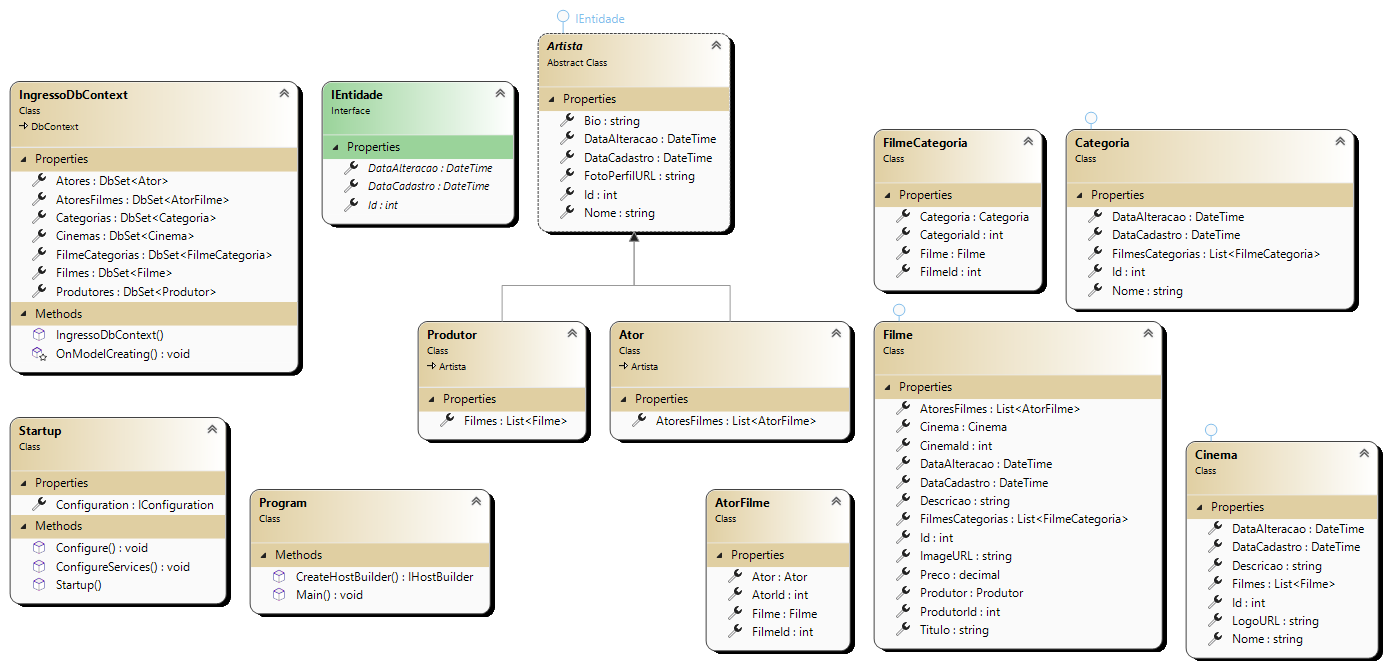 IngressoDbContext
Class
DbContext
Properties
Atores : DbSet<Ator>
AtoresFilmes : DbSet<AtorFilme>
Categorias : DbSet<Categoria>
Cinemas : DbSet<Cinema>
FilmeCategorias : DbSet<FilmeCategoria>
Filmes : DbSet<Filme>
Produtores : DbSet<Produtor>
Methods
IngressoDbContext()
OnModelCreating() : void
IEntidade
Interface
Properties
DataAlteracao : DateTime
DataCadastro : DateTime
Id : int
IEntidade
Artista
Abstract Class
Properties
Bio : string
DataAlteracao : DateTime
DataCadastro : DateTime
FotoPerfilURL : string
Id : int
Nome : string
FilmeCategoria
Class
Properties
Categoria : Categoria
CategoriaId : int
Filme : Filme
FilmeId : int
Categoria
Class
Properties
DataAlteracao : DateTime
DataCadastro : DateTime
FilmesCategorias : List<FilmeCategoria>
Id : int
Nome : string
Produtor
Class
Artista
Properties
Filmes : List<Filme>
Ator
Class
Artista
Properties
AtoresFilmes : List<AtorFilme>
Filme
Class
Properties
AtoresFilmes : List<AtorFilme>
Cinema : Cinema
CinemaId : int
DataAlteracao : DateTime
DataCadastro : DateTime
Descricao : string
FilmesCategorias : List<FilmeCategoria>
Id : int
ImageURL : string
Preco : decimal
Produtor : Produtor
ProdutorId : int
Titulo : string
Startup
Class
Properties
Configuration : IConfiguration
Methods
Configure() : void
ConfigureServices() : void
Startup()
Program
Class
Methods
CreateHostBuilder() : IHostBuilder
Main() : void
AtorFilme
Class
Properties
Ator : Ator
AtorId : int
Filme : Filme
FilmeId : int
Cinema
Class
Properties
DataAlteracao : DateTime
DataCadastro : DateTime
Descricao : string
Filmes : List<Filme>
Id : int
LogoURL : string
Nome : string